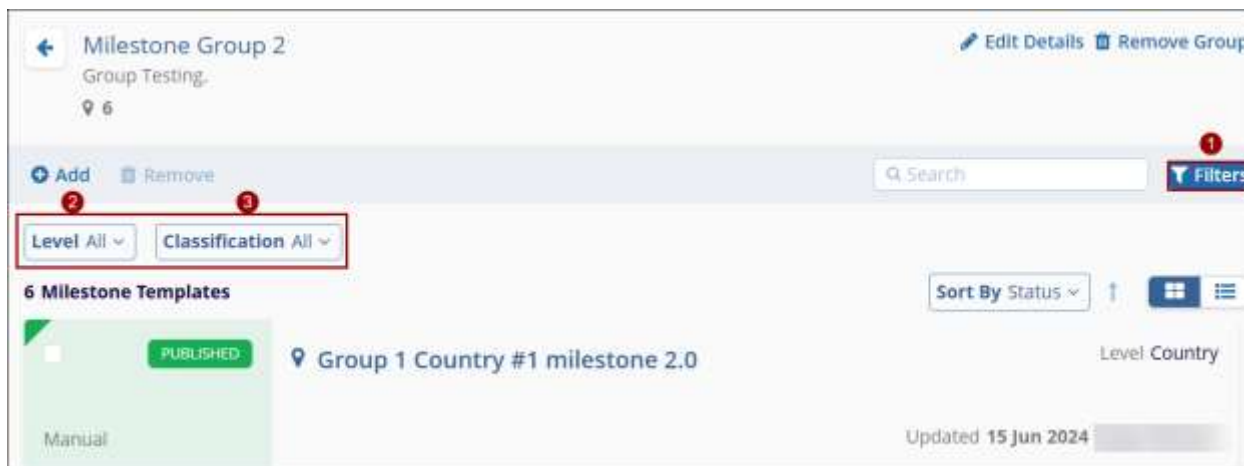 Milestone Group 2
Edit Details Remove Group
Group Testing.
6
1
Add Remove
Search
Filters
2 3
Level All Classification All
6 Milestone Templates
Sort By Status
PUBLISHED
Group 1 Country #1 milestone 2.0
Level Country
Manual
Updated 15 Jun 2024